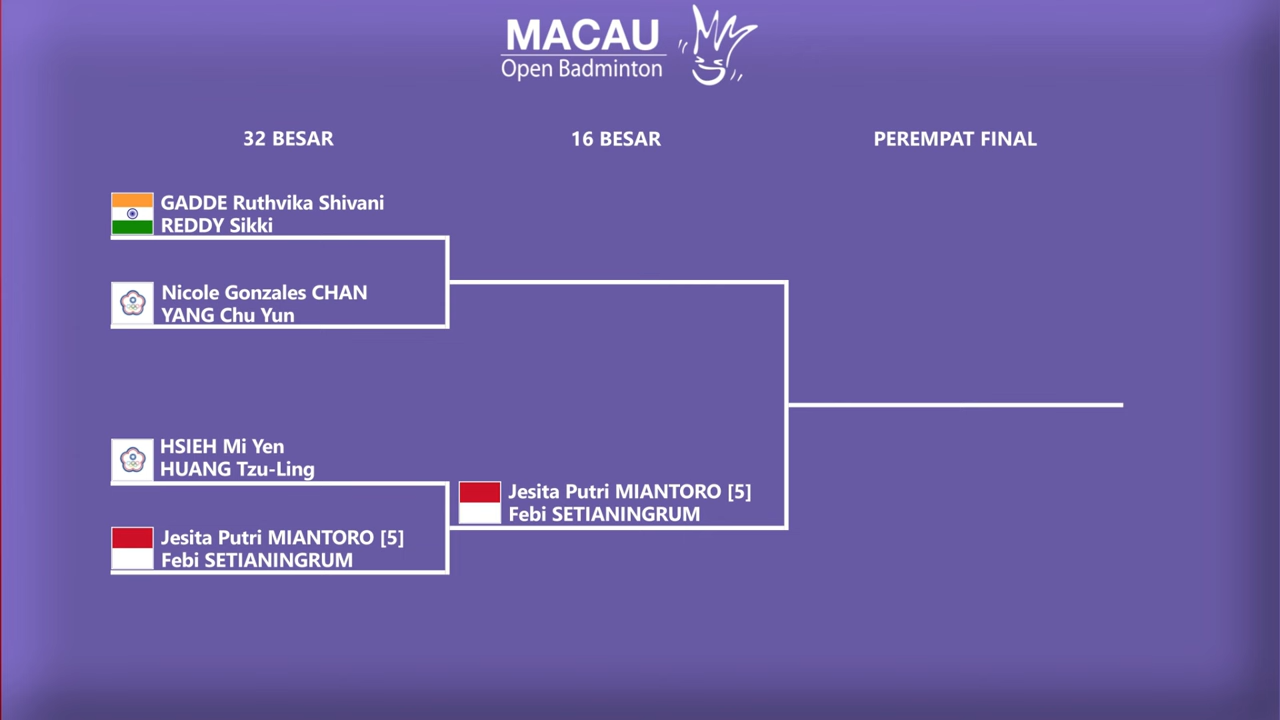 MACAU
Open Badminton
32 BESAR
16 BESAR
PEREMPAT FINAL
GADDE Ruthvika Shivani
REDDY Sikki
Nicole Gonzales CHAN
YANG Chu Yun
HSIEH Mi Yen
HUANG Tzu-Ling
Jesita Putri MIANTORO [5]
Febi SETIANINGRUM
Jesita Putri MIANTORO [5]
Febi SETIANINGRUM